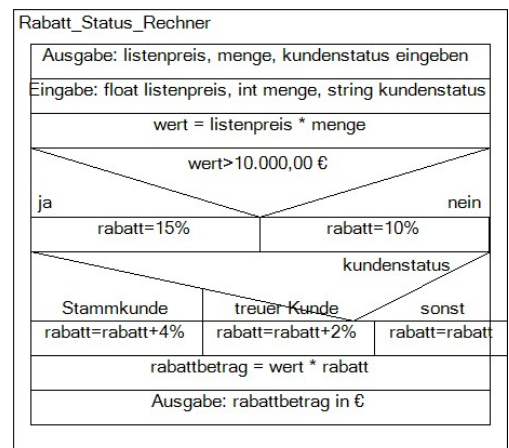 Rabatt_Status_Rechner
Ausgabe: listenpreis, menge, kundenstatus eingeben
Eingabe: float listenpreis, int menge, string kundenstatus
wert = listenpreis * menge
wert>10.000,00 €
ja nein
rabatt=15% rabatt=10%
kundenstatus
Stammkunde treuer Kunde sonst
rabatt=rabatt+4% rabatt=rabatt+2% rabatt=rabatt
rabattbetrag = wert * rabatt
Ausgabe: rabattbetrag in €